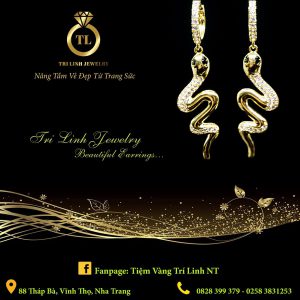 TL
TRI LINH JEWELRY
Nâng Tầm Vẻ Đẹp Từ Trang Sức
Tri Linh Jewelry
Beautiful Earrings...
Fanpage: Tiệm Vàng Trí Linh NT
88 Tháp Bà, Vĩnh Thọ, Nha Trang
0828 399 379 - 0258 3831253